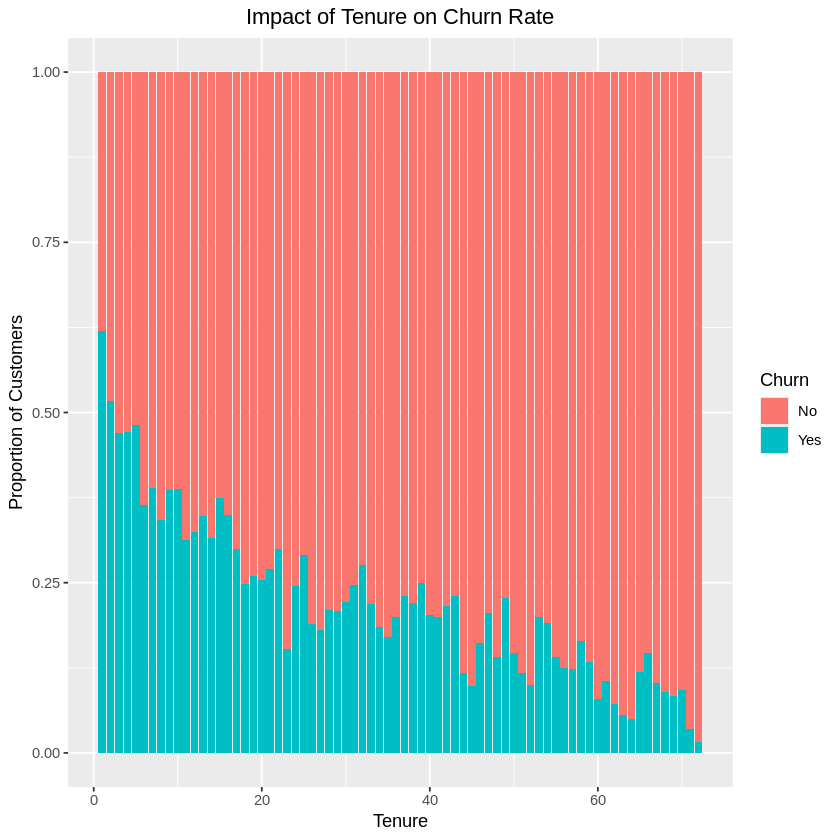 Impact of Tenure on Churn Rate
1.00
0.75
0.50
0.25
0.00
Proportion of Customers
0 20 40 60
Tenure
Churn
No
Yes